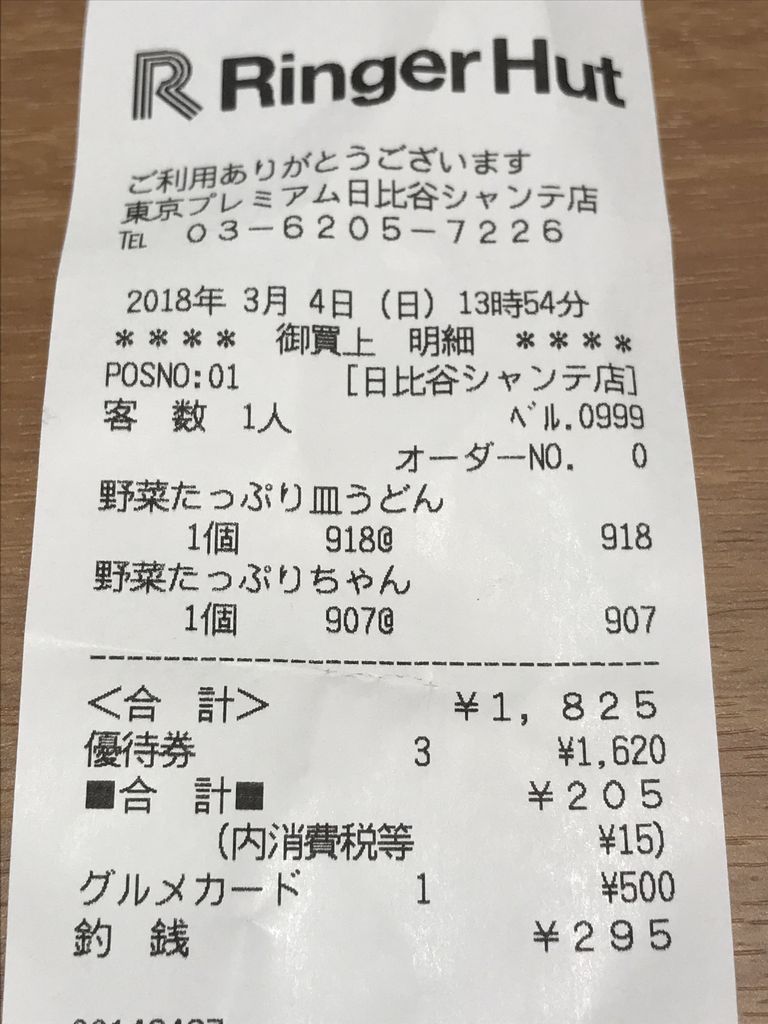 R RingerHut
ご利用ありがとうございます
東京プレミアム日比谷シャンテ店
TEL 03-6205-7226
2018年 3月 4日 (日) 13時54分
**** 御買上 明細 ****
POSNO:01 [日比谷シャンテ店]
客 数 1人 ベル.0999
オーダーNO. 0
野菜たっぷり皿うどん
1個 918@ 918
野菜たっぷりちゃん
1個 907@ 907
--------------------------------
<合 計> ¥1,825
優待券 3 ¥1,620
■合 計■ ¥205
(内消費税等 ¥15)
グルメカード 1 ¥500
釣 銭 ¥295